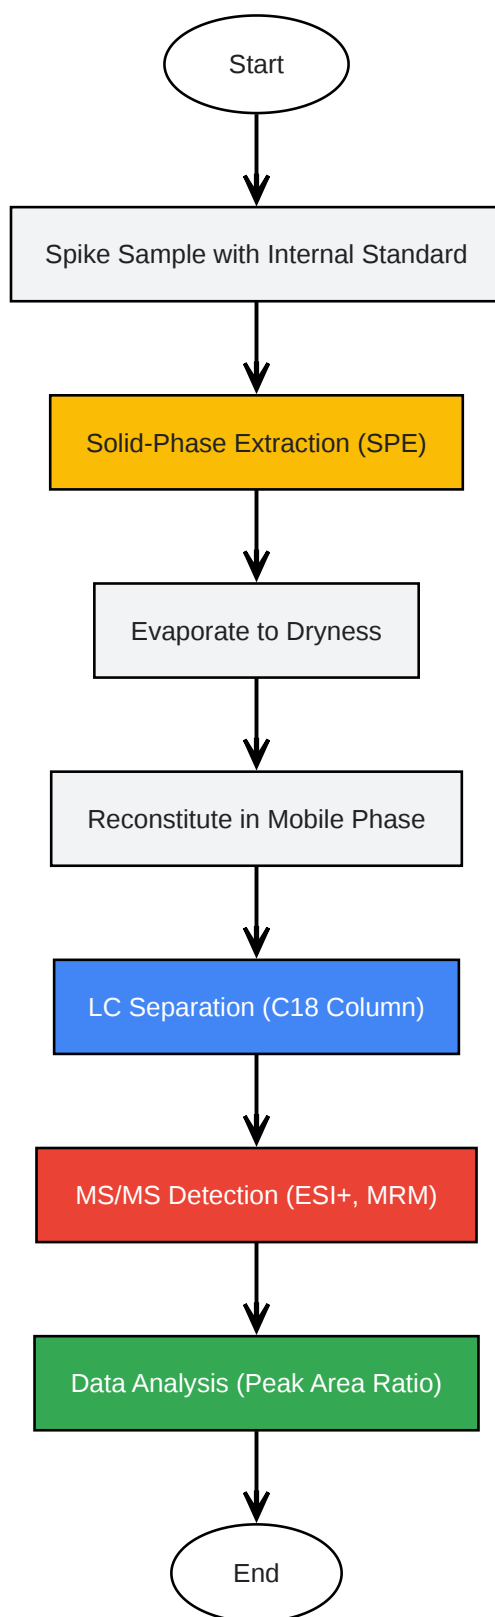 Start
Spike Sample with Internal Standard
Solid-Phase Extraction (SPE)
Evaporate to Dryness
Reconstitute in Mobile Phase
LC Separation (C18 Column)
MS/MS Detection (ESI+, MRM)
Data Analysis (Peak Area Ratio)
End